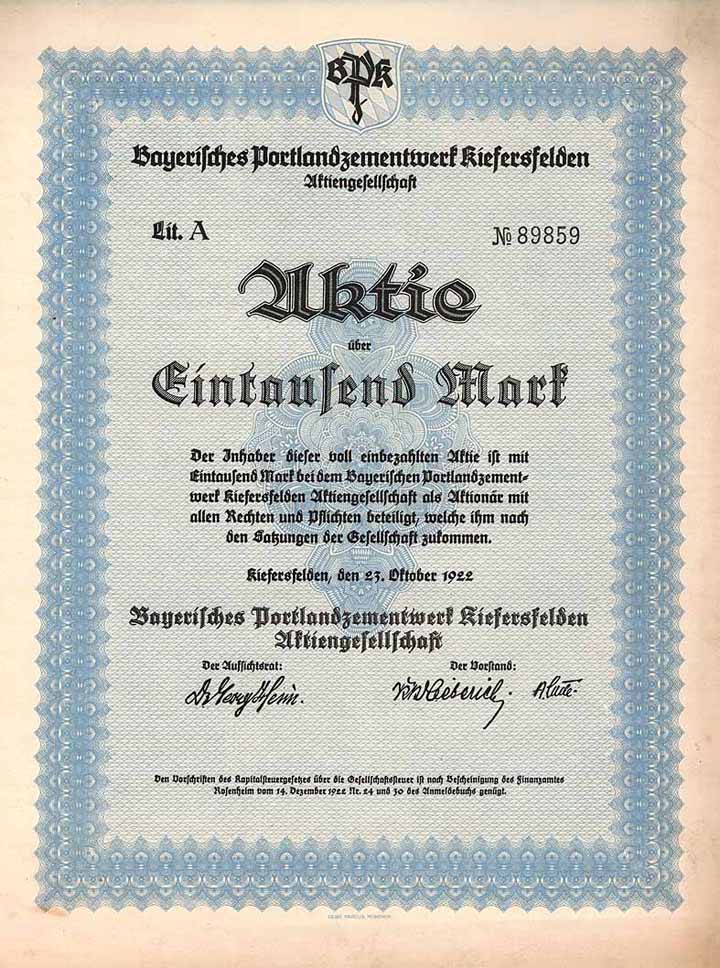 BPK
Bayerisches Portlandzementwerk Kiefersfelden
Aktiengesellschaft
Lit. A № 89859
Aktie
über
Eintausend Mark
Der Inhaber dieser voll einbezahlten Aktie ist mit
Eintausend Mark bei dem Bayerischen Portlandzement-
werk Kiefersfelden Aktiengesellschaft als Aktionär mit
allen Rechten und Pflichten beteiligt, welche ihm nach
den Satzungen der Gesellschaft zukommen.
Kiefersfelden, den 23. Oktober 1922
Bayerisches Portlandzementwerk Kiefersfelden
Aktiengesellschaft
Der Aufsichtsrat: Der Vorstand:
Dr. Georg
Den Vorschriften des Kapitalsteuergesetzes über die Gesellschaftssteuer ist nach Bescheinigung des Finanzamtes
Rosenheim vom 14. Dezember 1922 Nr. 24 und 30 des Anmeldebuchs genügt.